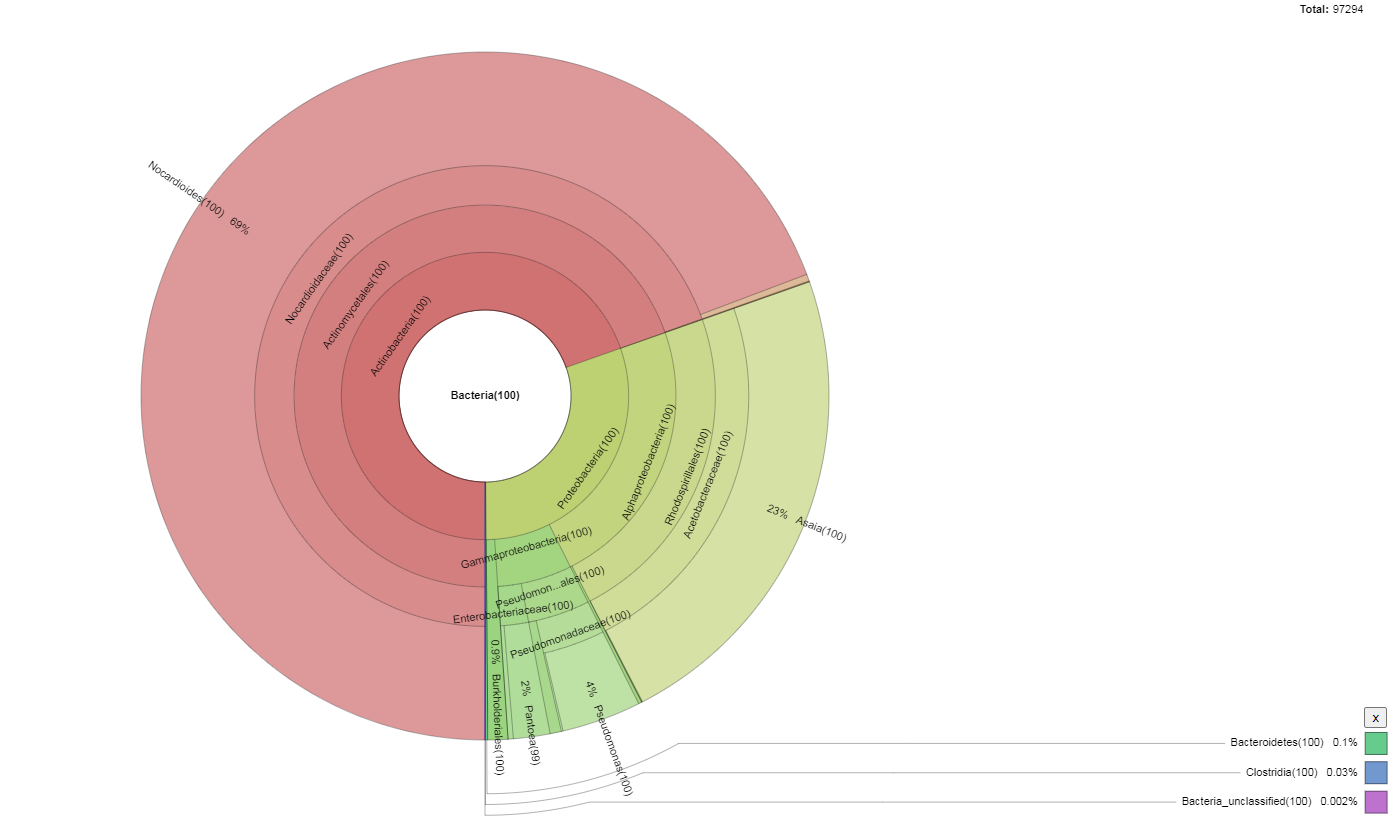 Total: 97294
Nocardioides(100) 69%
Nocardioidaceae(100)
Actinomycetales(100)
Actinobacteria(100)
Bacteria(100)
Proteobacteria(100)
Alphaproteobacteria(100)
Rhodospirillales(100)
Acetobacteraceae(100)
23% Asaia(100)
Gammaproteobacteria(100)
Pseudomon...ales(100)
Enterobacteriaceae(100)
Pseudomonadaceae(100)
0.9% Burkholderiales(100)
2% Pantoea(99)
4% Pseudomonas(100)
x
Bacteroidetes(100) 0.1%
Clostridia(100) 0.03%
Bacteria_unclassified(100) 0.002%